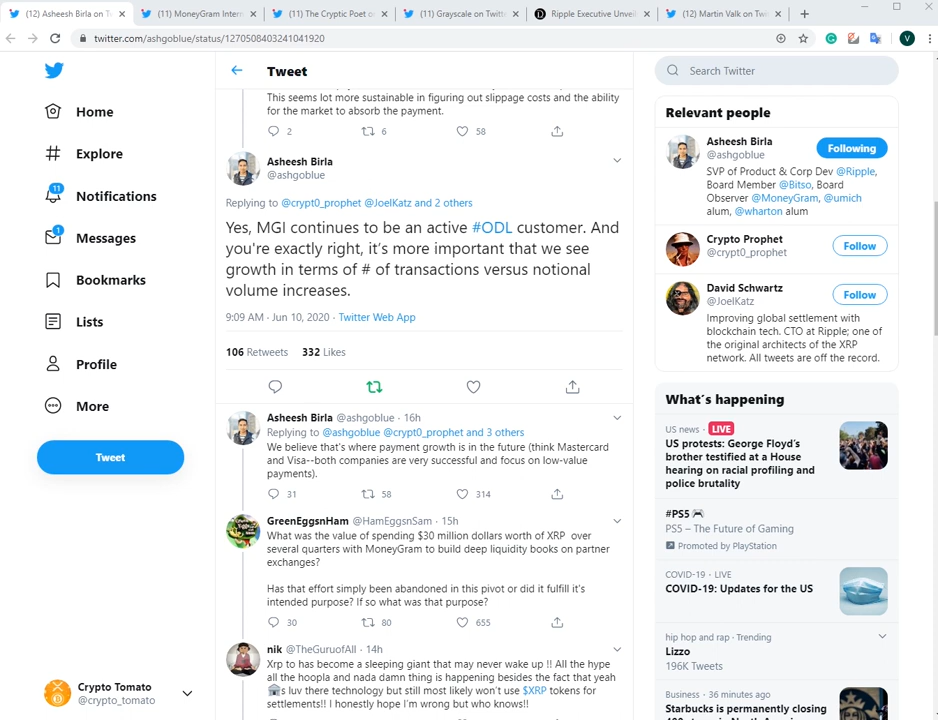 (12) Asheesh Birla on T
(11) MoneyGram Inter
(11) The Cryptic Poet o
(11) Grayscale on Twitt
Ripple Executive Unvei
(12) Martin Valk on Twi
twitter.com/ashgoblue/status/1270508403241041920
V
Home
Explore
11
Notifications
1
Messages
Bookmarks
Lists
Profile
More
Tweet
Crypto Tomato
@crypto_tomato
Tweet
This seems lot more sustainable in figuring out slippage costs and the ability
for the market to absorb the payment.
2 6 58
Asheesh Birla
@ashgoblue
Replying to @crypt0_prophet @JoelKatz and 2 others
Yes, MGI continues to be an active #ODL customer. And
you're exactly right, it's more important that we see
growth in terms of # of transactions versus notional
volume increases.
9:09 AM · Jun 10, 2020 · Twitter Web App
106 Retweets 332 Likes
Asheesh Birla @ashgoblue · 16h
Replying to @ashgoblue @crypt0_prophet and 3 others
We believe that's where payment growth is in the future (think Mastercard
and Visa--both companies are very successful and focus on low-value
payments).
31 58 314
GreenEggsnHam @HamEggsnSam · 15h
What was the value of spending $30 million dollars worth of XRP over
several quarters with MoneyGram to build deep liquidity books on partner
exchanges?
Has that effort simply been abandoned in this pivot or did it fulfill it's
intended purpose? If so what was that purpose?
30 80 655
nik @TheGuruofAll · 14h
Xrp to has become a sleeping giant that may never wake up !! All the hype
all the hoopla and nada damn thing is happening besides the fact that yeah
🏦s luv there technology but still most likely won't use $XRP tokens for
settlements!! I honestly hope I'm wrong but who knows!!
Search Twitter
Relevant people
Asheesh Birla
@ashgoblue
Following
SVP of Product & Corp Dev @Ripple,
Board Member @Bitso, Board
Observer @MoneyGram, @umich
alum, @wharton alum
Crypto Prophet
@crypt0_prophet
Follow
David Schwartz
@JoelKatz
Follow
Improving global settlement with
blockchain tech. CTO at Ripple; one of
the original architects of the XRP
network. All tweets are off the record.
What's happening
US news · LIVE
US protests: George Floyd's
brother testified at a House
hearing on racial profiling and
police brutality
#PS5 🎮
PS5 – The Future of Gaming
Promoted by PlayStation
COVID-19 · LIVE
COVID-19: Updates for the US
hip hop and rap · Trending
Lizzo
196K Tweets
Business · 36 minutes ago
Starbucks is permanently closing